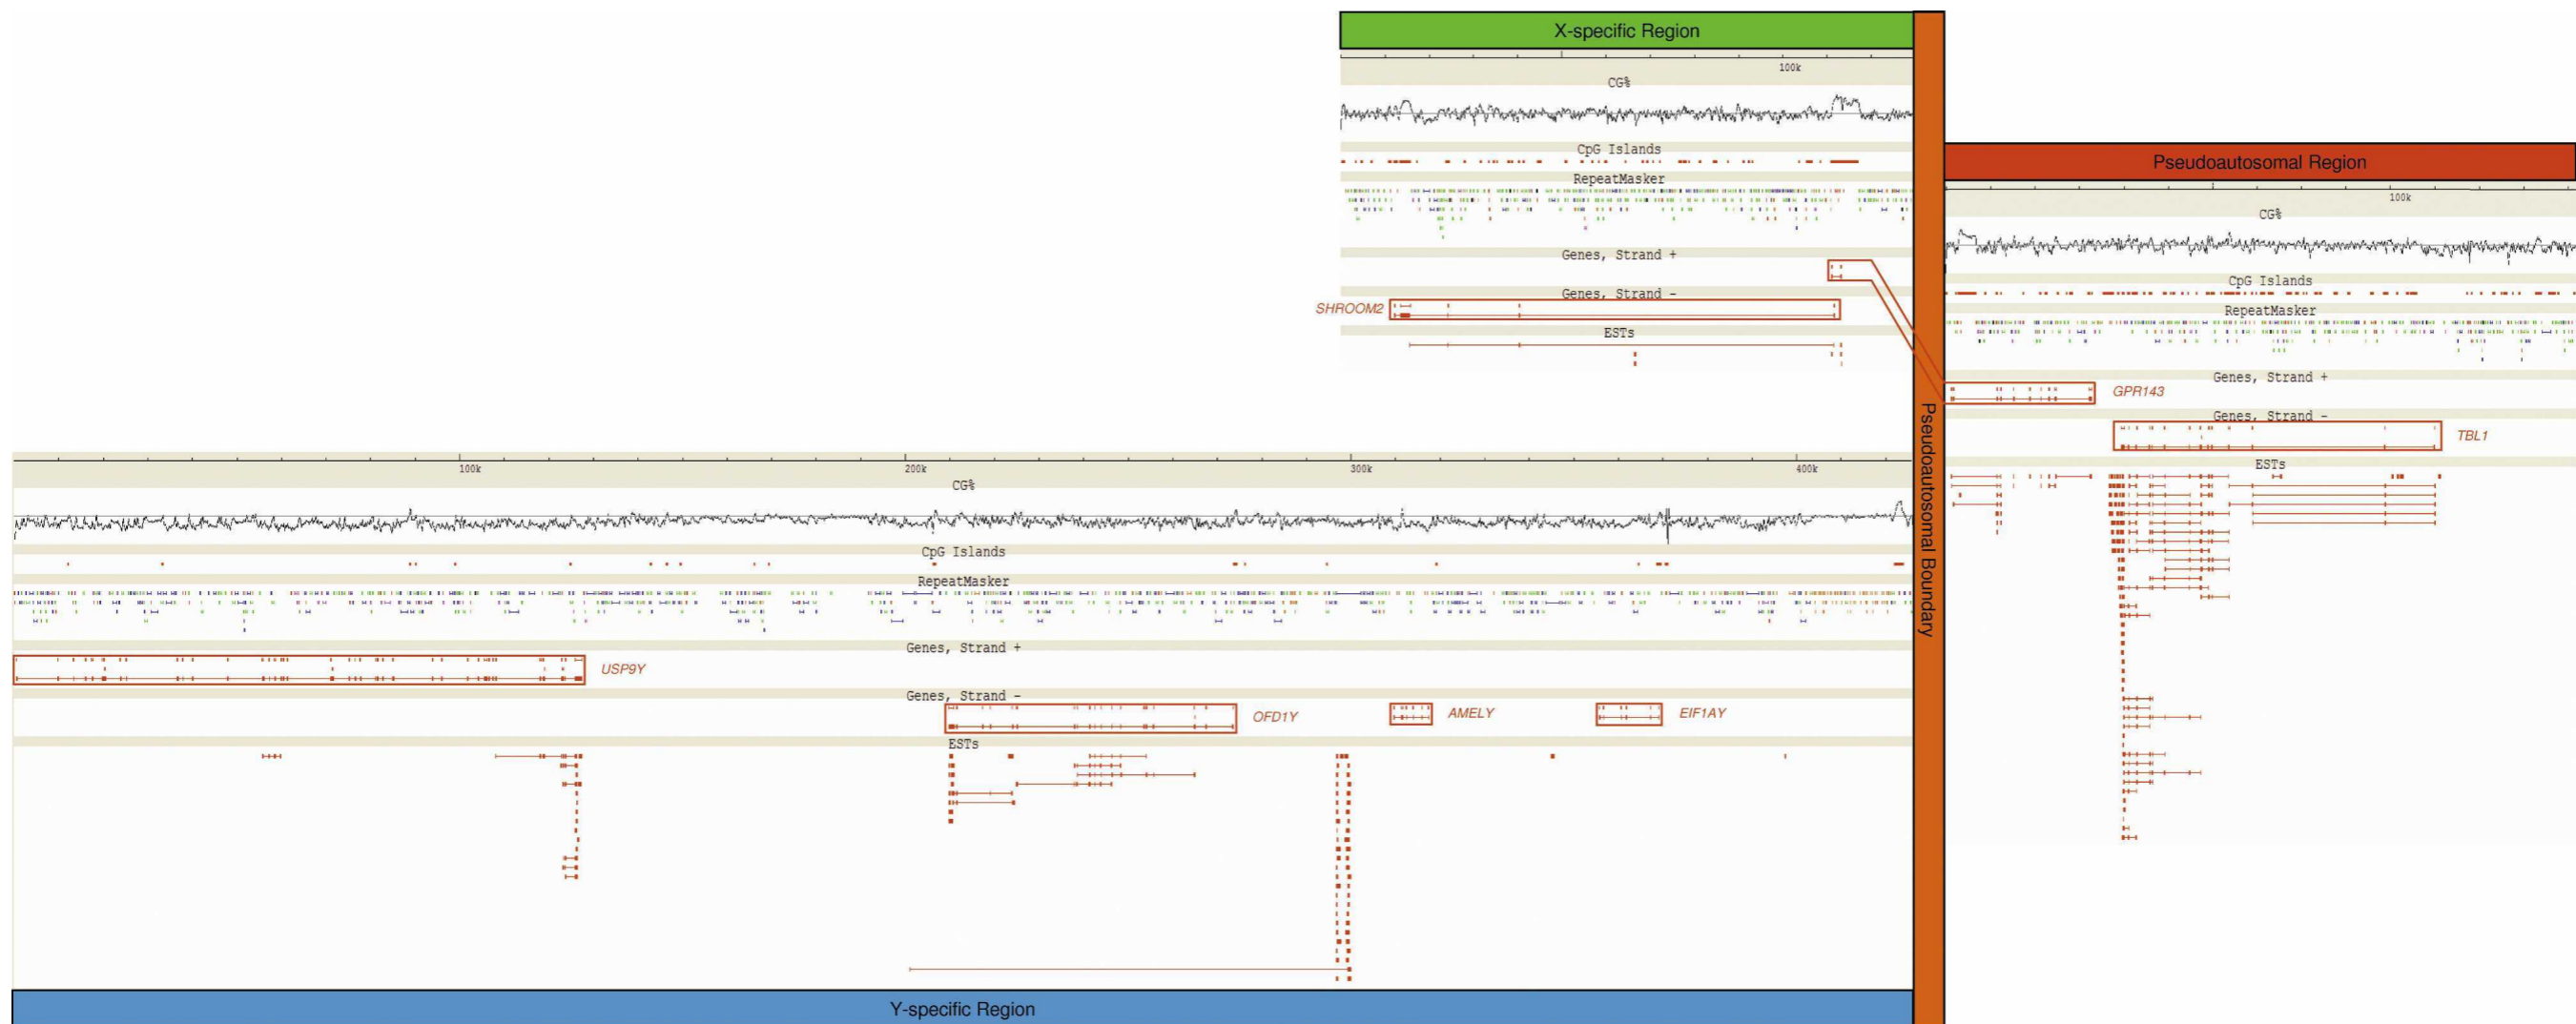 X-specific Region
100k
CG%
CpG Islands
RepeatMasker
Genes, Strand +
Genes, Strand -
SHROOM2
ESTs
Pseudoautosomal Boundary
Pseudoautosomal Region
100k
CG%
CpG Islands
RepeatMasker
Genes, Strand +
GPR143
Genes, Strand -
TBL1
ESTs
100k 200k 300k 400k
CG%
CpG Islands
RepeatMasker
Genes, Strand +
USP9Y
Genes, Strand -
OFD1Y AMELY EIF1AY
ESTs
Y-specific Region